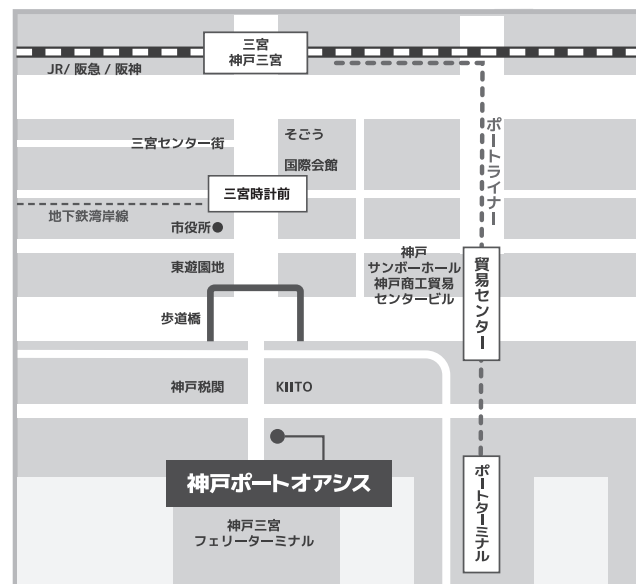 三宮
神戸三宮
JR/ 阪急 / 阪神
三宮センター街
そごう
国際会館
ポートライナー
三宮時計前
地下鉄湾岸線
市役所
東遊園地
神戸
サンボーホール
神戸商工貿易
センタービル
貿易センター
歩道橋
神戸税関
KIITO
神戸ポートオアシス
ポートターミナル
神戸三宮
フェリーターミナル